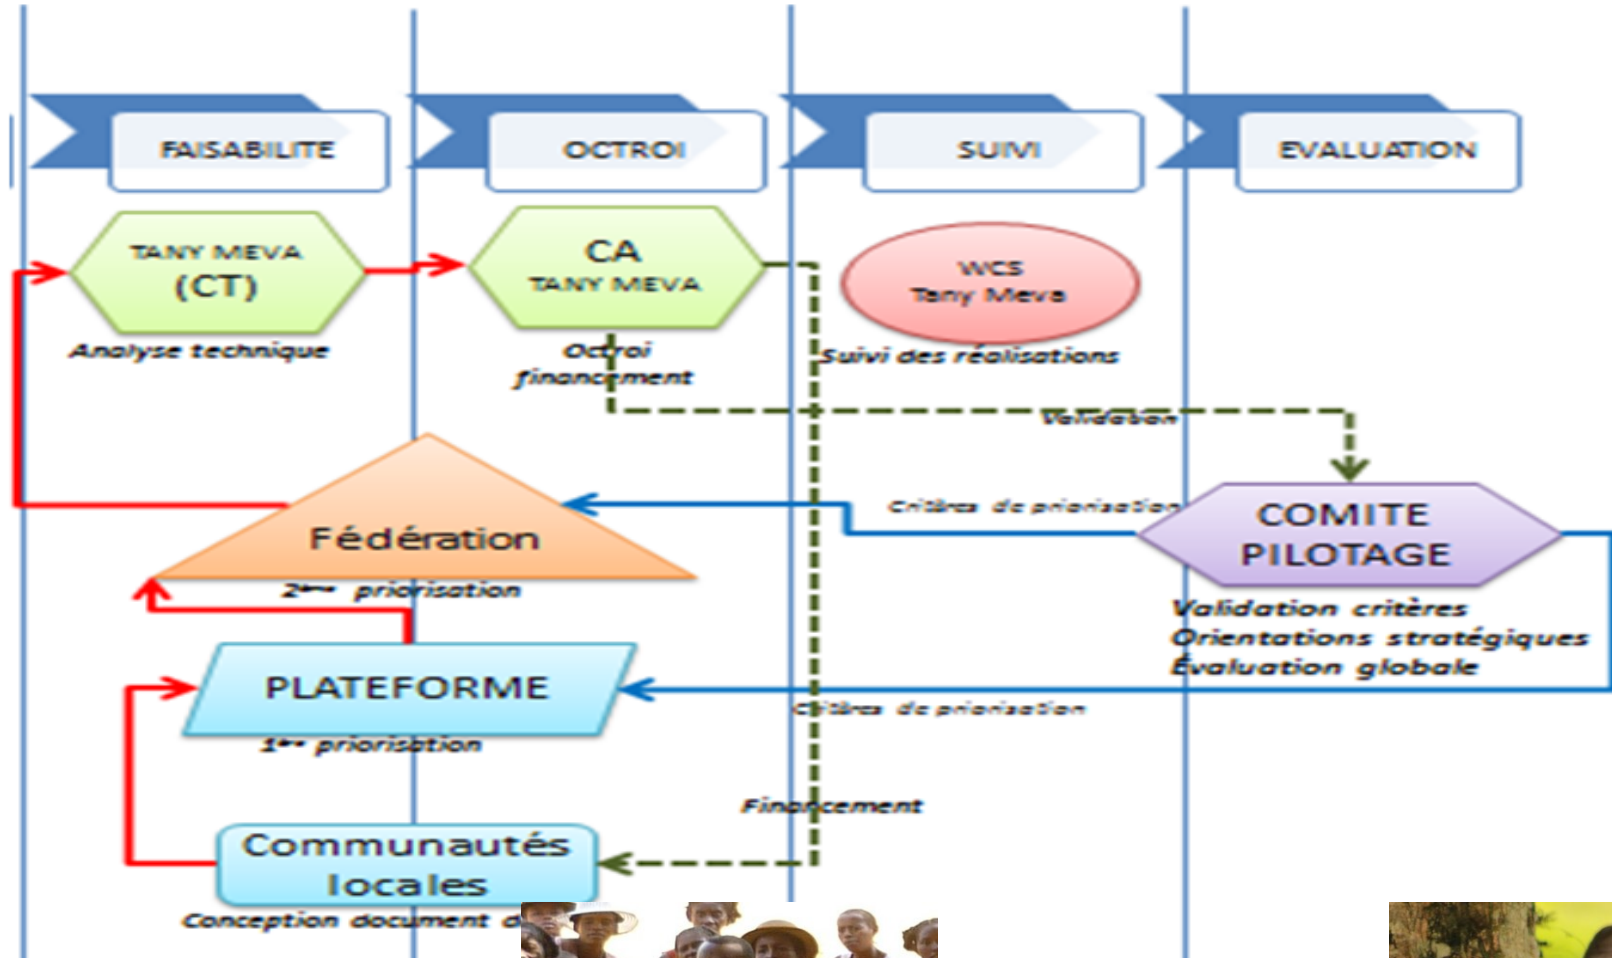 FAISABILITE
OCTROI
SUIVI
EVALUATION
TANY MEVA
(CT)
Analyse technique
CA
TANY MEVA
Octroi
financement
WCS
Tany Meva
Suivi des réalisations
Validation
Critères de priorisation
COMITE
PILOTAGE
Validation critères
Orientations stratégiques
Évaluation globale
Fédération
2ème priorisation
PLATEFORME
1ère priorisation
Critères de priorisation
Financement
Communautés
locales
Conception document